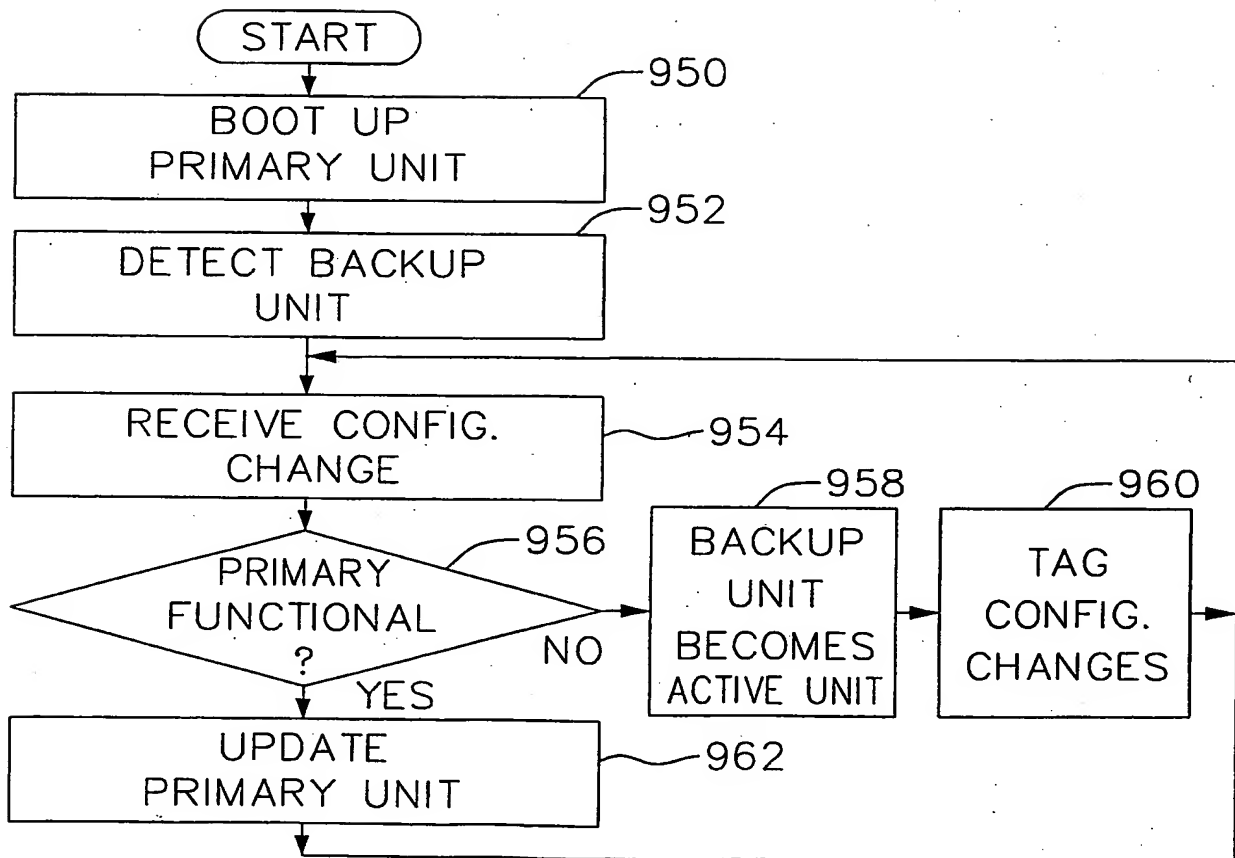 START
950
BOOT UP
PRIMARY UNIT
952
DETECT BACKUP
UNIT
RECEIVE CONFIG.
CHANGE
954
956
PRIMARY
FUNCTIONAL
?
NO
YES
958
BACKUP
UNIT
BECOMES
ACTIVE UNIT
960
TAG
CONFIG.
CHANGES
UPDATE
PRIMARY UNIT
962